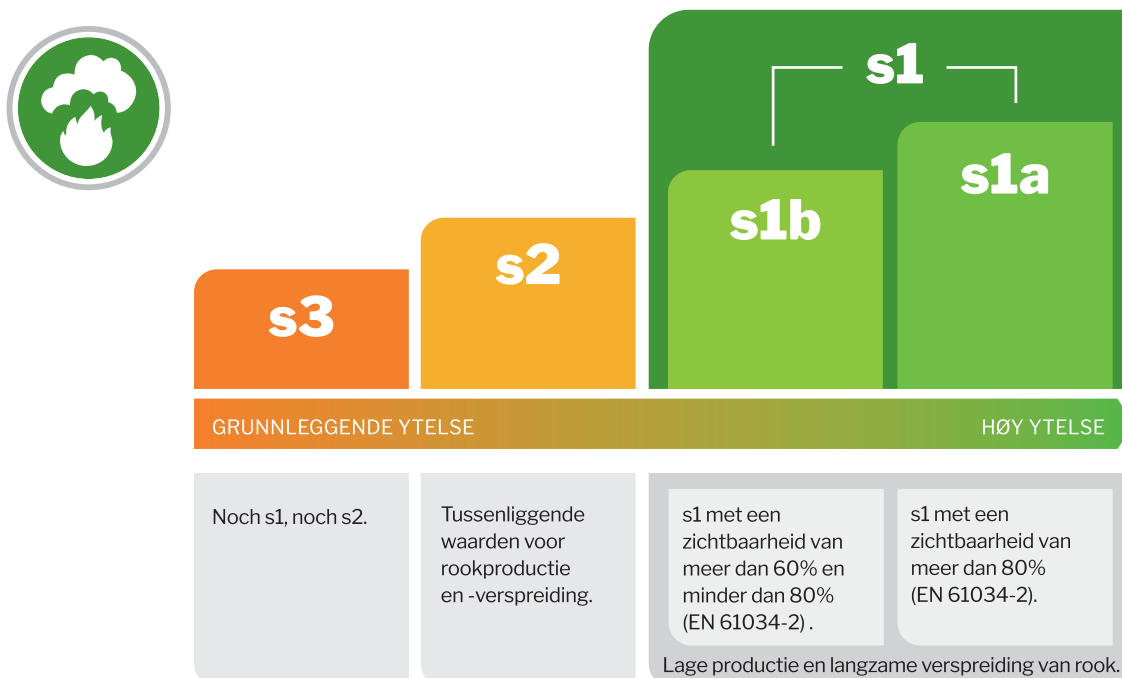 s1
s1a
s1b
s2
s3
GRUNNLEGGENDE YTELSE
HØY YTELSE
Noch s1, noch s2.
Tussenliggende
waarden voor
rookproductie
en -verspreiding.
s1 met een
zichtbaarheid van
meer dan 60% en
minder dan 80%
(EN 61034-2) .
s1 met een
zichtbaarheid van
meer dan 80%
(EN 61034-2).
Lage productie en langzame verspreiding van rook.